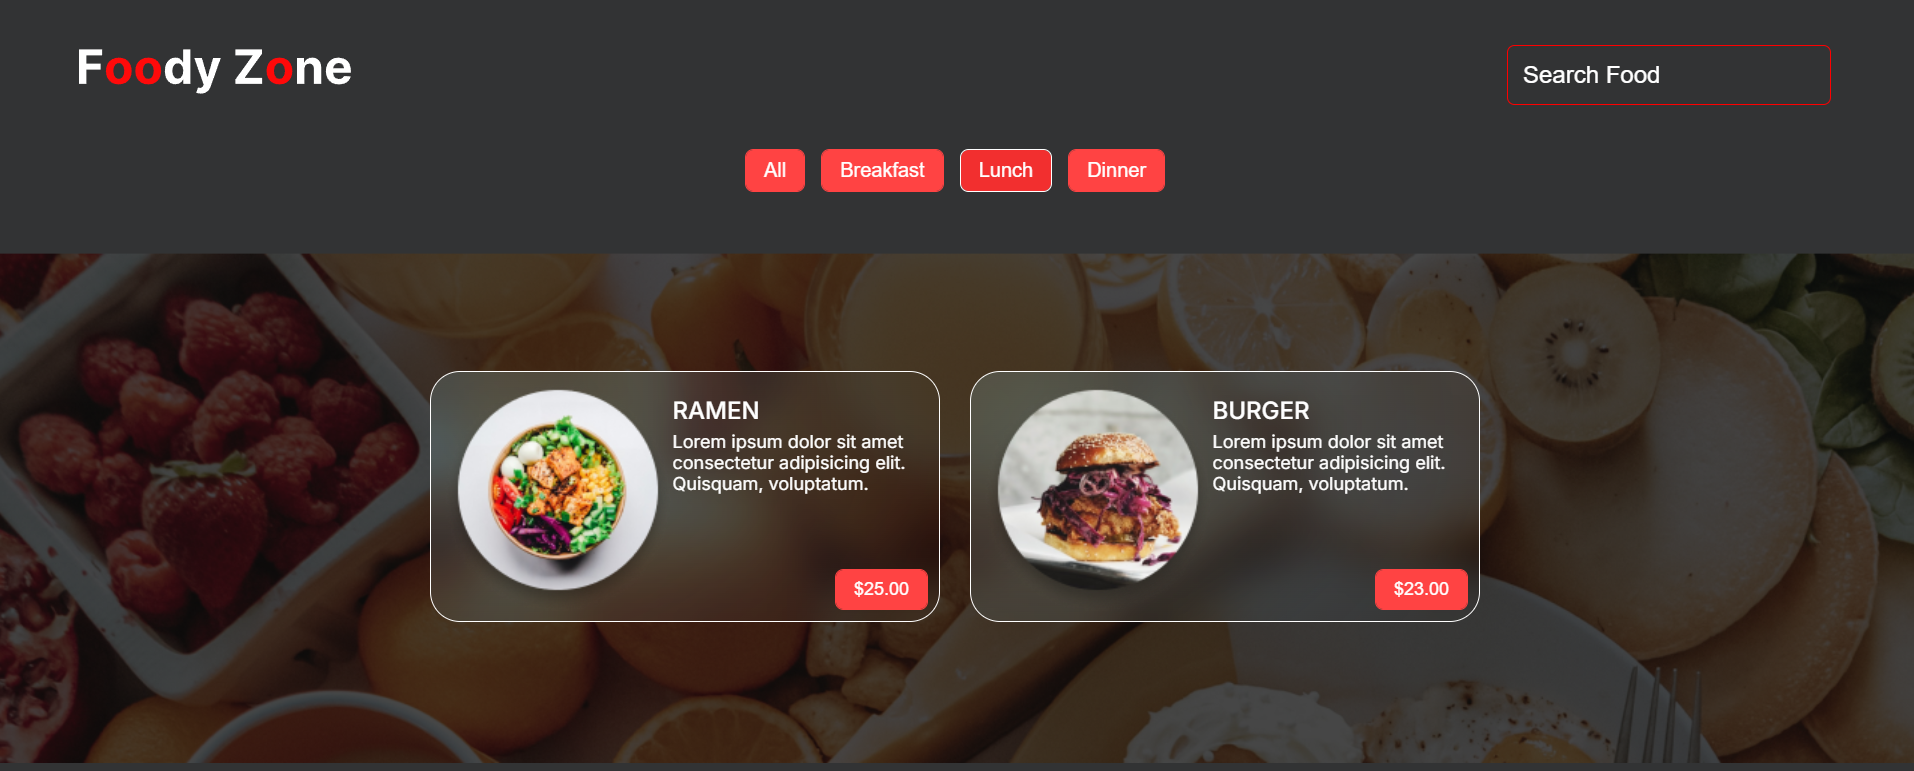 Foody Zone
Search Food
All
Breakfast
Lunch
Dinner
RAMEN
Lorem ipsum dolor sit amet
consectetur adipisicing elit.
Quisquam, voluptatum.
$25.00
BURGER
Lorem ipsum dolor sit amet
consectetur adipisicing elit.
Quisquam, voluptatum.
$23.00